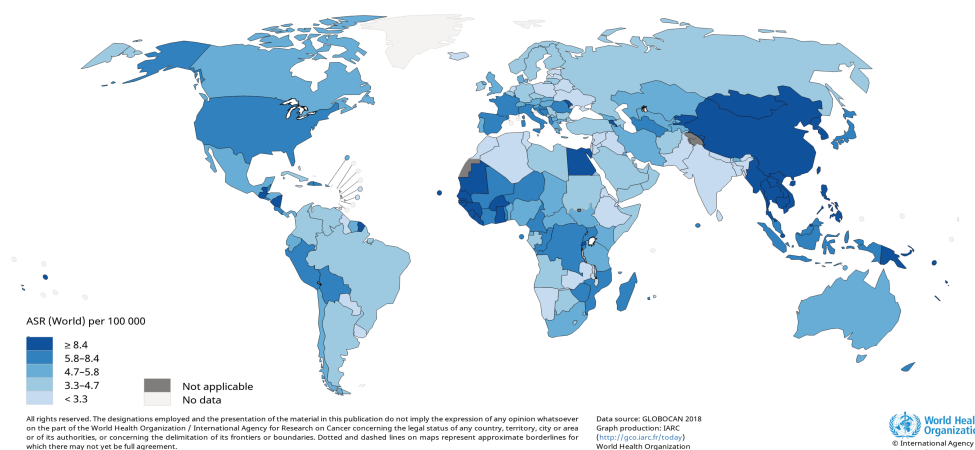 ASR (World) per 100 000
≥ 8.4
5.8–8.4
4.7–5.8
3.3–4.7
< 3.3
Not applicable
No data
All rights reserved. The designations employed and the presentation of the material in this publication do not imply the expression of any opinion whatsoever
on the part of the World Health Organization / International Agency for Research on Cancer concerning the legal status of any country, territory, city or area
or of its authorities, or concerning the delimitation of its frontiers or boundaries. Dotted and dashed lines on maps represent approximate borderlines for
which there may not yet be full agreement.
Data source: GLOBOCAN 2018
Graph production: IARC
(http://gco.iarc.fr/today)
World Health Organization
World Heal
Organizatio
© International Agency